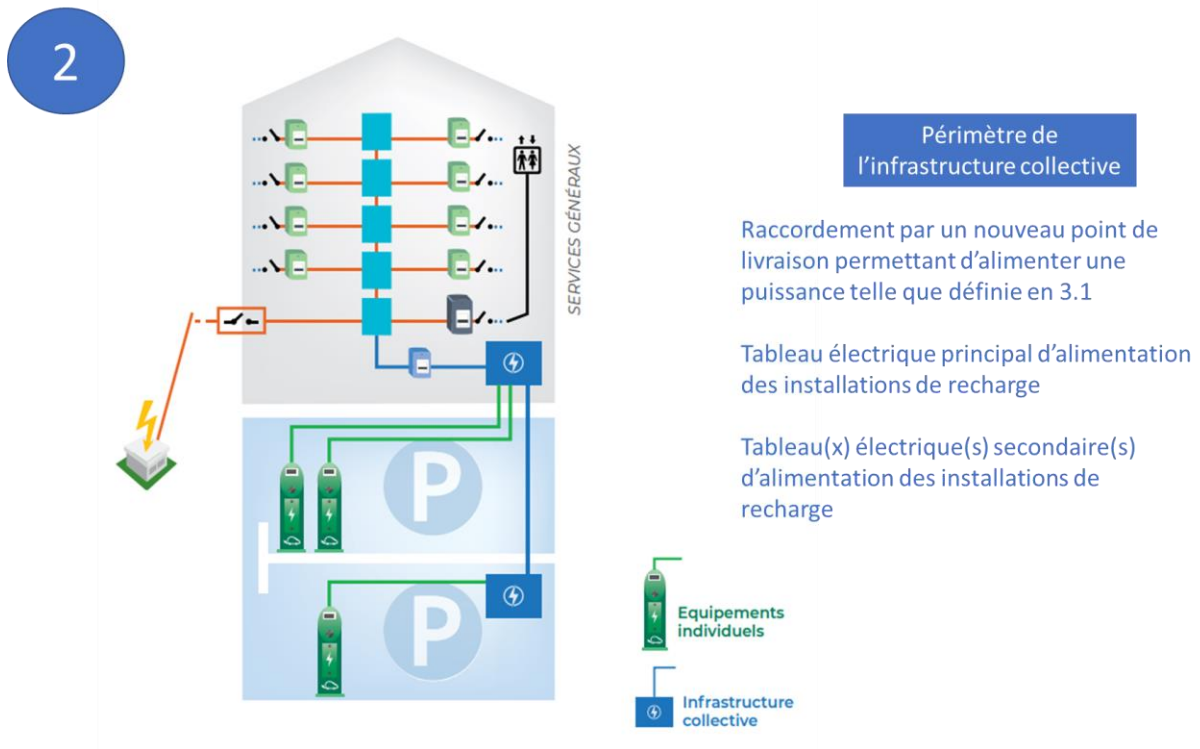 2
SERVICES GÉNÉRAUX
P
P
Périmètre de
l'infrastructure collective
Raccordement par un nouveau point de
livraison permettant d'alimenter une
puissance telle que définie en 3.1
Tableau électrique principal d'alimentation
des installations de recharge
Tableau(x) électrique(s) secondaire(s)
d'alimentation des installations de
recharge
Equipements
individuels
Infrastructure
collective